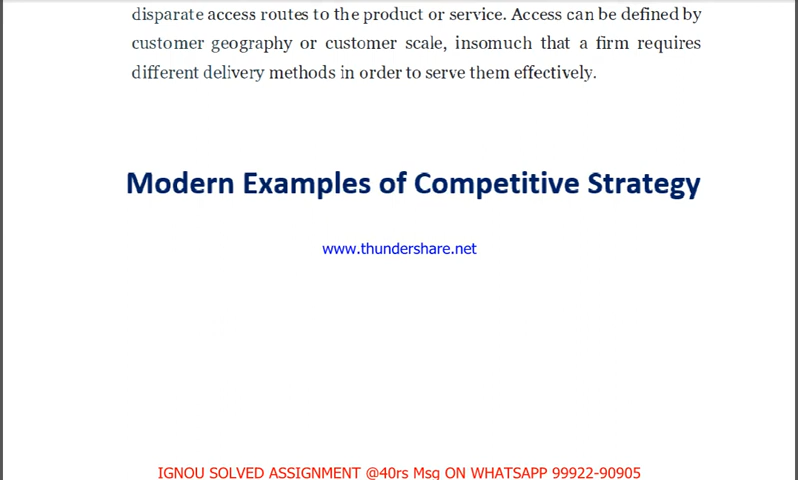 disparate access routes to the product or service. Access can be defined by
customer geography or customer scale, insomuch that a firm requires
different delivery methods in order to serve them effectively.
Modern Examples of Competitive Strategy
www.thundershare.net
IGNOU SOLVED ASSIGNMENT @40rs Msg ON WHATSAPP 99922-90905